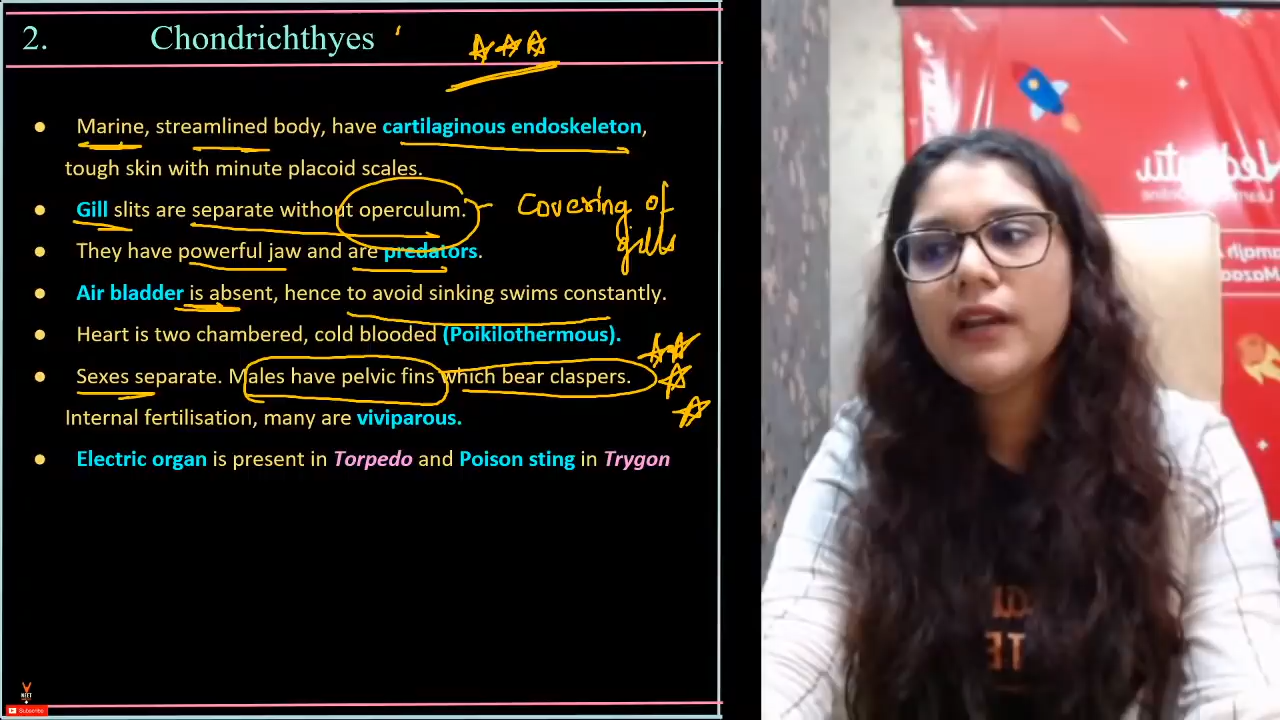 2. Chondrichthyes
● Marine, streamlined body, have cartilaginous endoskeleton,
tough skin with minute placoid scales.
● Gill slits are separate without operculum.
Covering of
gills
● They have powerful jaw and are predators.
● Air bladder is absent, hence to avoid sinking swims constantly.
● Heart is two chambered, cold blooded (Poikilothermous).
● Sexes separate. Males have pelvic fins which bear claspers.
Internal fertilisation, many are viviparous.
● Electric organ is present in Torpedo and Poison sting in Trygon
NEET
Subscribe